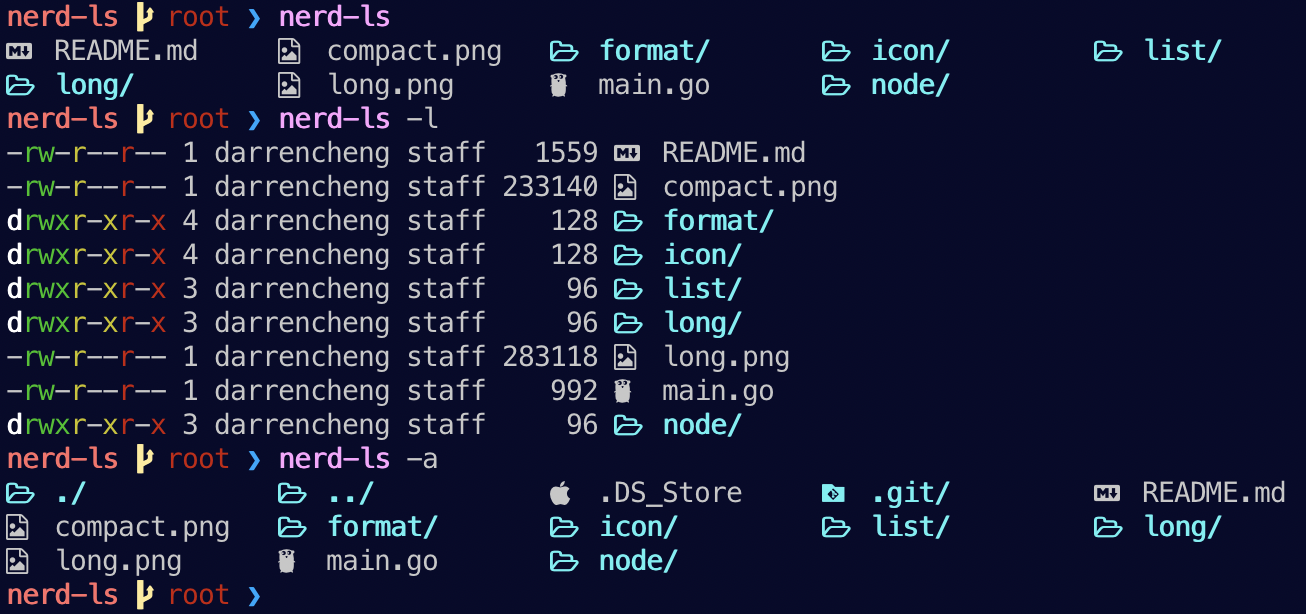 nerd-ls root ❯ nerd-ls
README.md compact.png format/ icon/ list/
long/ long.png main.go node/
nerd-ls root ❯ nerd-ls -l
-rw-r--r-- 1 darrencheng staff 1559 README.md
-rw-r--r-- 1 darrencheng staff 233140 compact.png
drwxr-xr-x 4 darrencheng staff 128 format/
drwxr-xr-x 4 darrencheng staff 128 icon/
drwxr-xr-x 3 darrencheng staff 96 list/
drwxr-xr-x 3 darrencheng staff 96 long/
-rw-r--r-- 1 darrencheng staff 283118 long.png
-rw-r--r-- 1 darrencheng staff 992 main.go
drwxr-xr-x 3 darrencheng staff 96 node/
nerd-ls root ❯ nerd-ls -a
./ ../ .DS_Store .git/ README.md
compact.png format/ icon/ list/ long/
long.png main.go node/
nerd-ls root ❯